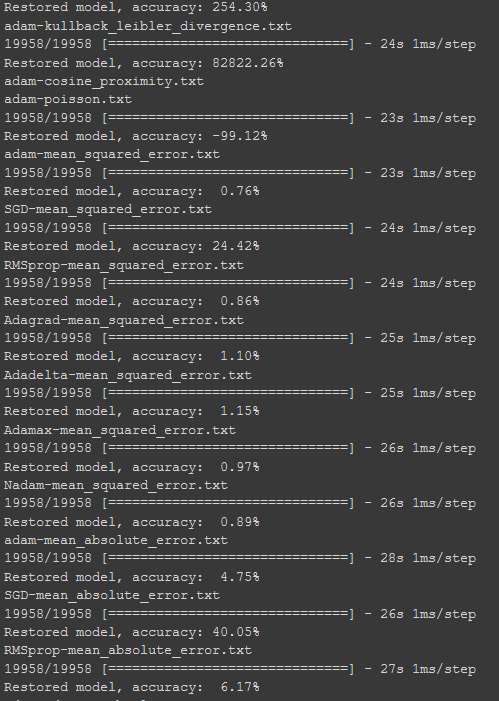 Restored model, accuracy: 254.30%
adam-kullback_leibler_divergence.txt
19958/19958 [==============================] - 24s 1ms/step
Restored model, accuracy: 82822.26%
adam-cosine_proximity.txt
adam-poisson.txt
19958/19958 [==============================] - 23s 1ms/step
Restored model, accuracy: -99.12%
adam-mean_squared_error.txt
19958/19958 [==============================] - 23s 1ms/step
Restored model, accuracy:  0.76%
SGD-mean_squared_error.txt
19958/19958 [==============================] - 24s 1ms/step
Restored model, accuracy: 24.42%
RMSprop-mean_squared_error.txt
19958/19958 [==============================] - 24s 1ms/step
Restored model, accuracy:  0.86%
Adagrad-mean_squared_error.txt
19958/19958 [==============================] - 25s 1ms/step
Restored model, accuracy:  1.10%
Adadelta-mean_squared_error.txt
19958/19958 [==============================] - 25s 1ms/step
Restored model, accuracy:  1.15%
Adamax-mean_squared_error.txt
19958/19958 [==============================] - 26s 1ms/step
Restored model, accuracy:  0.97%
Nadam-mean_squared_error.txt
19958/19958 [==============================] - 26s 1ms/step
Restored model, accuracy:  0.89%
adam-mean_absolute_error.txt
19958/19958 [==============================] - 28s 1ms/step
Restored model, accuracy:  4.75%
SGD-mean_absolute_error.txt
19958/19958 [==============================] - 26s 1ms/step
Restored model, accuracy: 40.05%
RMSprop-mean_absolute_error.txt
19958/19958 [==============================] - 27s 1ms/step
Restored model, accuracy:  6.17%